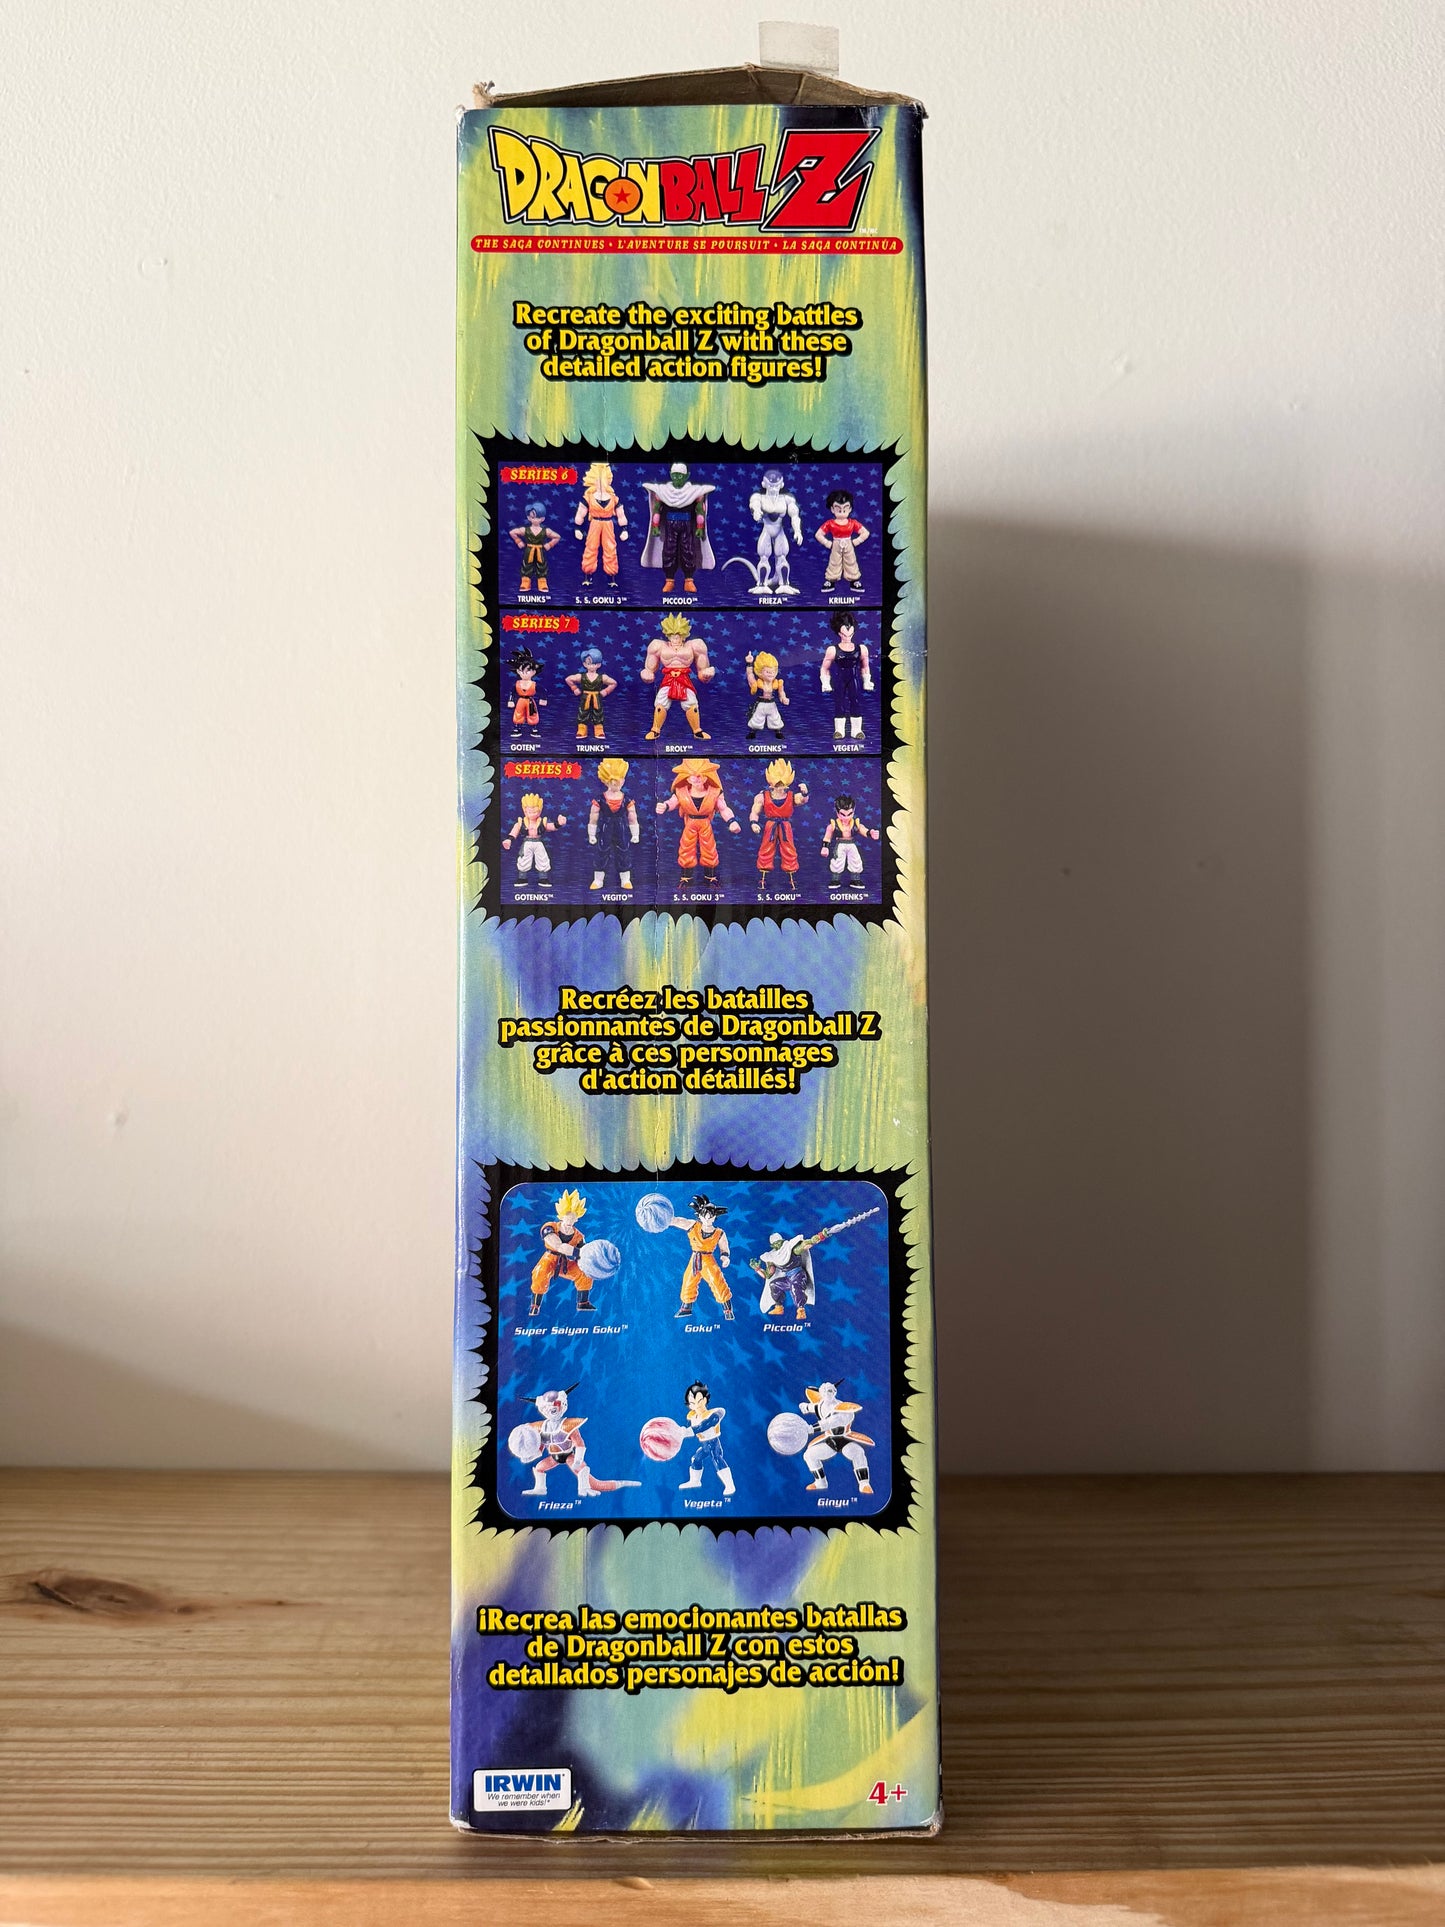 DRAGON BALL Z
TM/MC
THE SAGA CONTINUES • L'AVENTURE SE POURSUIT • LA SAGA CONTINÚA
Recreate the exciting battles
of Dragonball Z with these
detailed action figures!
SERIES 6
TRUNKS™ S. S. GOKU 3™ PICCOLO™ FRIEZA™ KRILLIN™
SERIES 7
GOTEN™ TRUNKS™ BROLY™ GOTENKS™ VEGETA™
SERIES 8
GOTENKS™ VEGITO™ S. S. GOKU 3™ S. S. GOKU™ GOTENKS™
Recréez les batailles
passionnantes de Dragonball Z
grâce à ces personnages
d'action détaillés!
Super Saiyan Goku™ Goku™ Piccolo™
Frieza™ Vegeta™ Ginyu™
¡Recrea las emocionantes batallas
de Dragonball Z con estos
detallados personajes de acción!
IRWIN®
We remember when
we were kids!®
4+